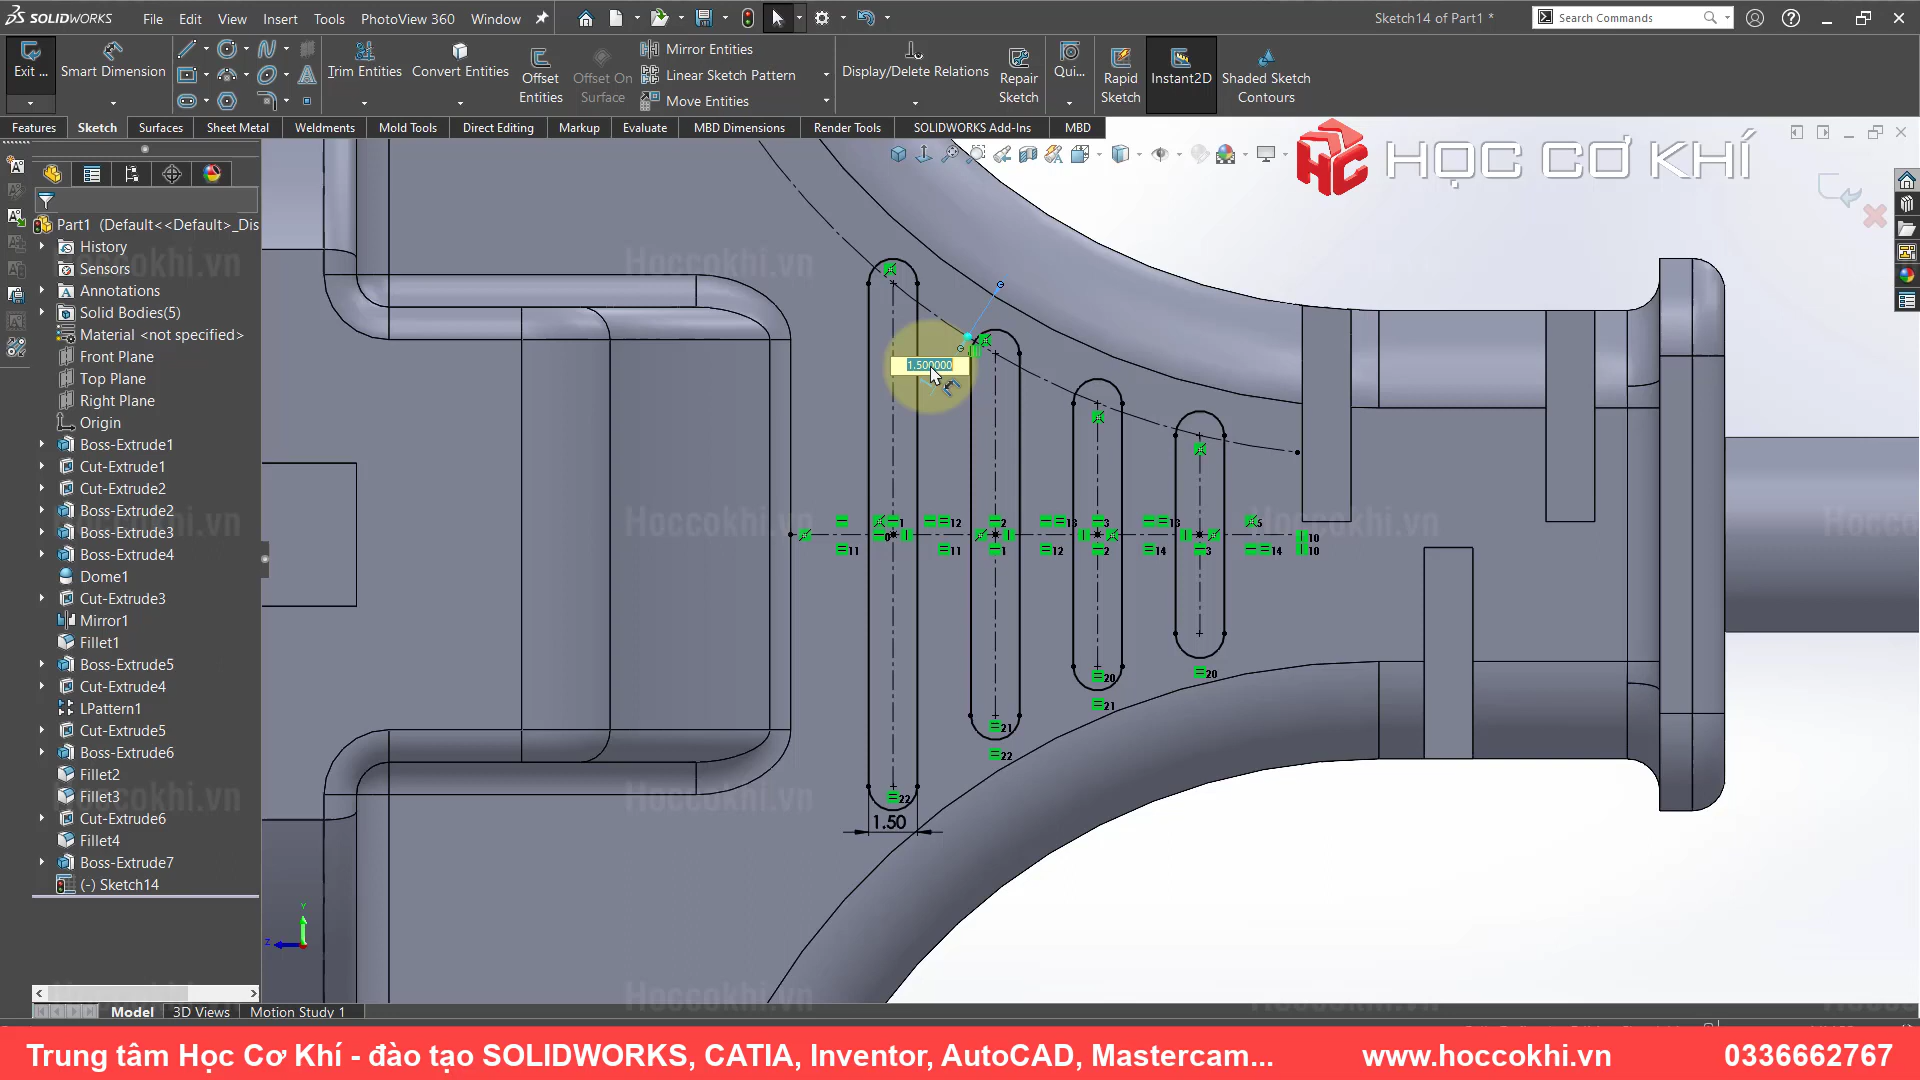 SOLIDWORKS File Edit View Insert Tools PhotoView 360 Window Sketch14 of Part1 * Search Commands
Exit ... Smart Dimension Trim Entities Convert Entities Offset Entities Offset On Surface Mirror Entities Linear Sketch Pattern Move Entities Display/Delete Relations Repair Sketch Qui... Rapid Sketch Instant2D Shaded Sketch Contours
Features Sketch Surfaces Sheet Metal Weldments Mold Tools Direct Editing Markup Evaluate MBD Dimensions Render Tools SOLIDWORKS Add-Ins MBD
HC HỌC CƠ KHÍ
Part1 (Default<<Default>_Dis
History
Sensors
Annotations
Solid Bodies(5)
Material <not specified>
Front Plane
Top Plane
Right Plane
Origin
Boss-Extrude1
Cut-Extrude1
Cut-Extrude2
Boss-Extrude2
Boss-Extrude3
Boss-Extrude4
Dome1
Cut-Extrude3
Mirror1
Fillet1
Boss-Extrude5
Cut-Extrude4
LPattern1
Cut-Extrude5
Boss-Extrude6
Fillet2
Fillet3
Cut-Extrude6
Fillet4
Boss-Extrude7
(-) Sketch14
Hoccokhi.vn
1.500000
1.50
Y
Z
Model 3D Views Motion Study 1
Trung tâm Học Cơ Khí - đào tạo SOLIDWORKS, CATIA, Inventor, AutoCAD, Mastercam... www.hoccokhi.vn 0336662767